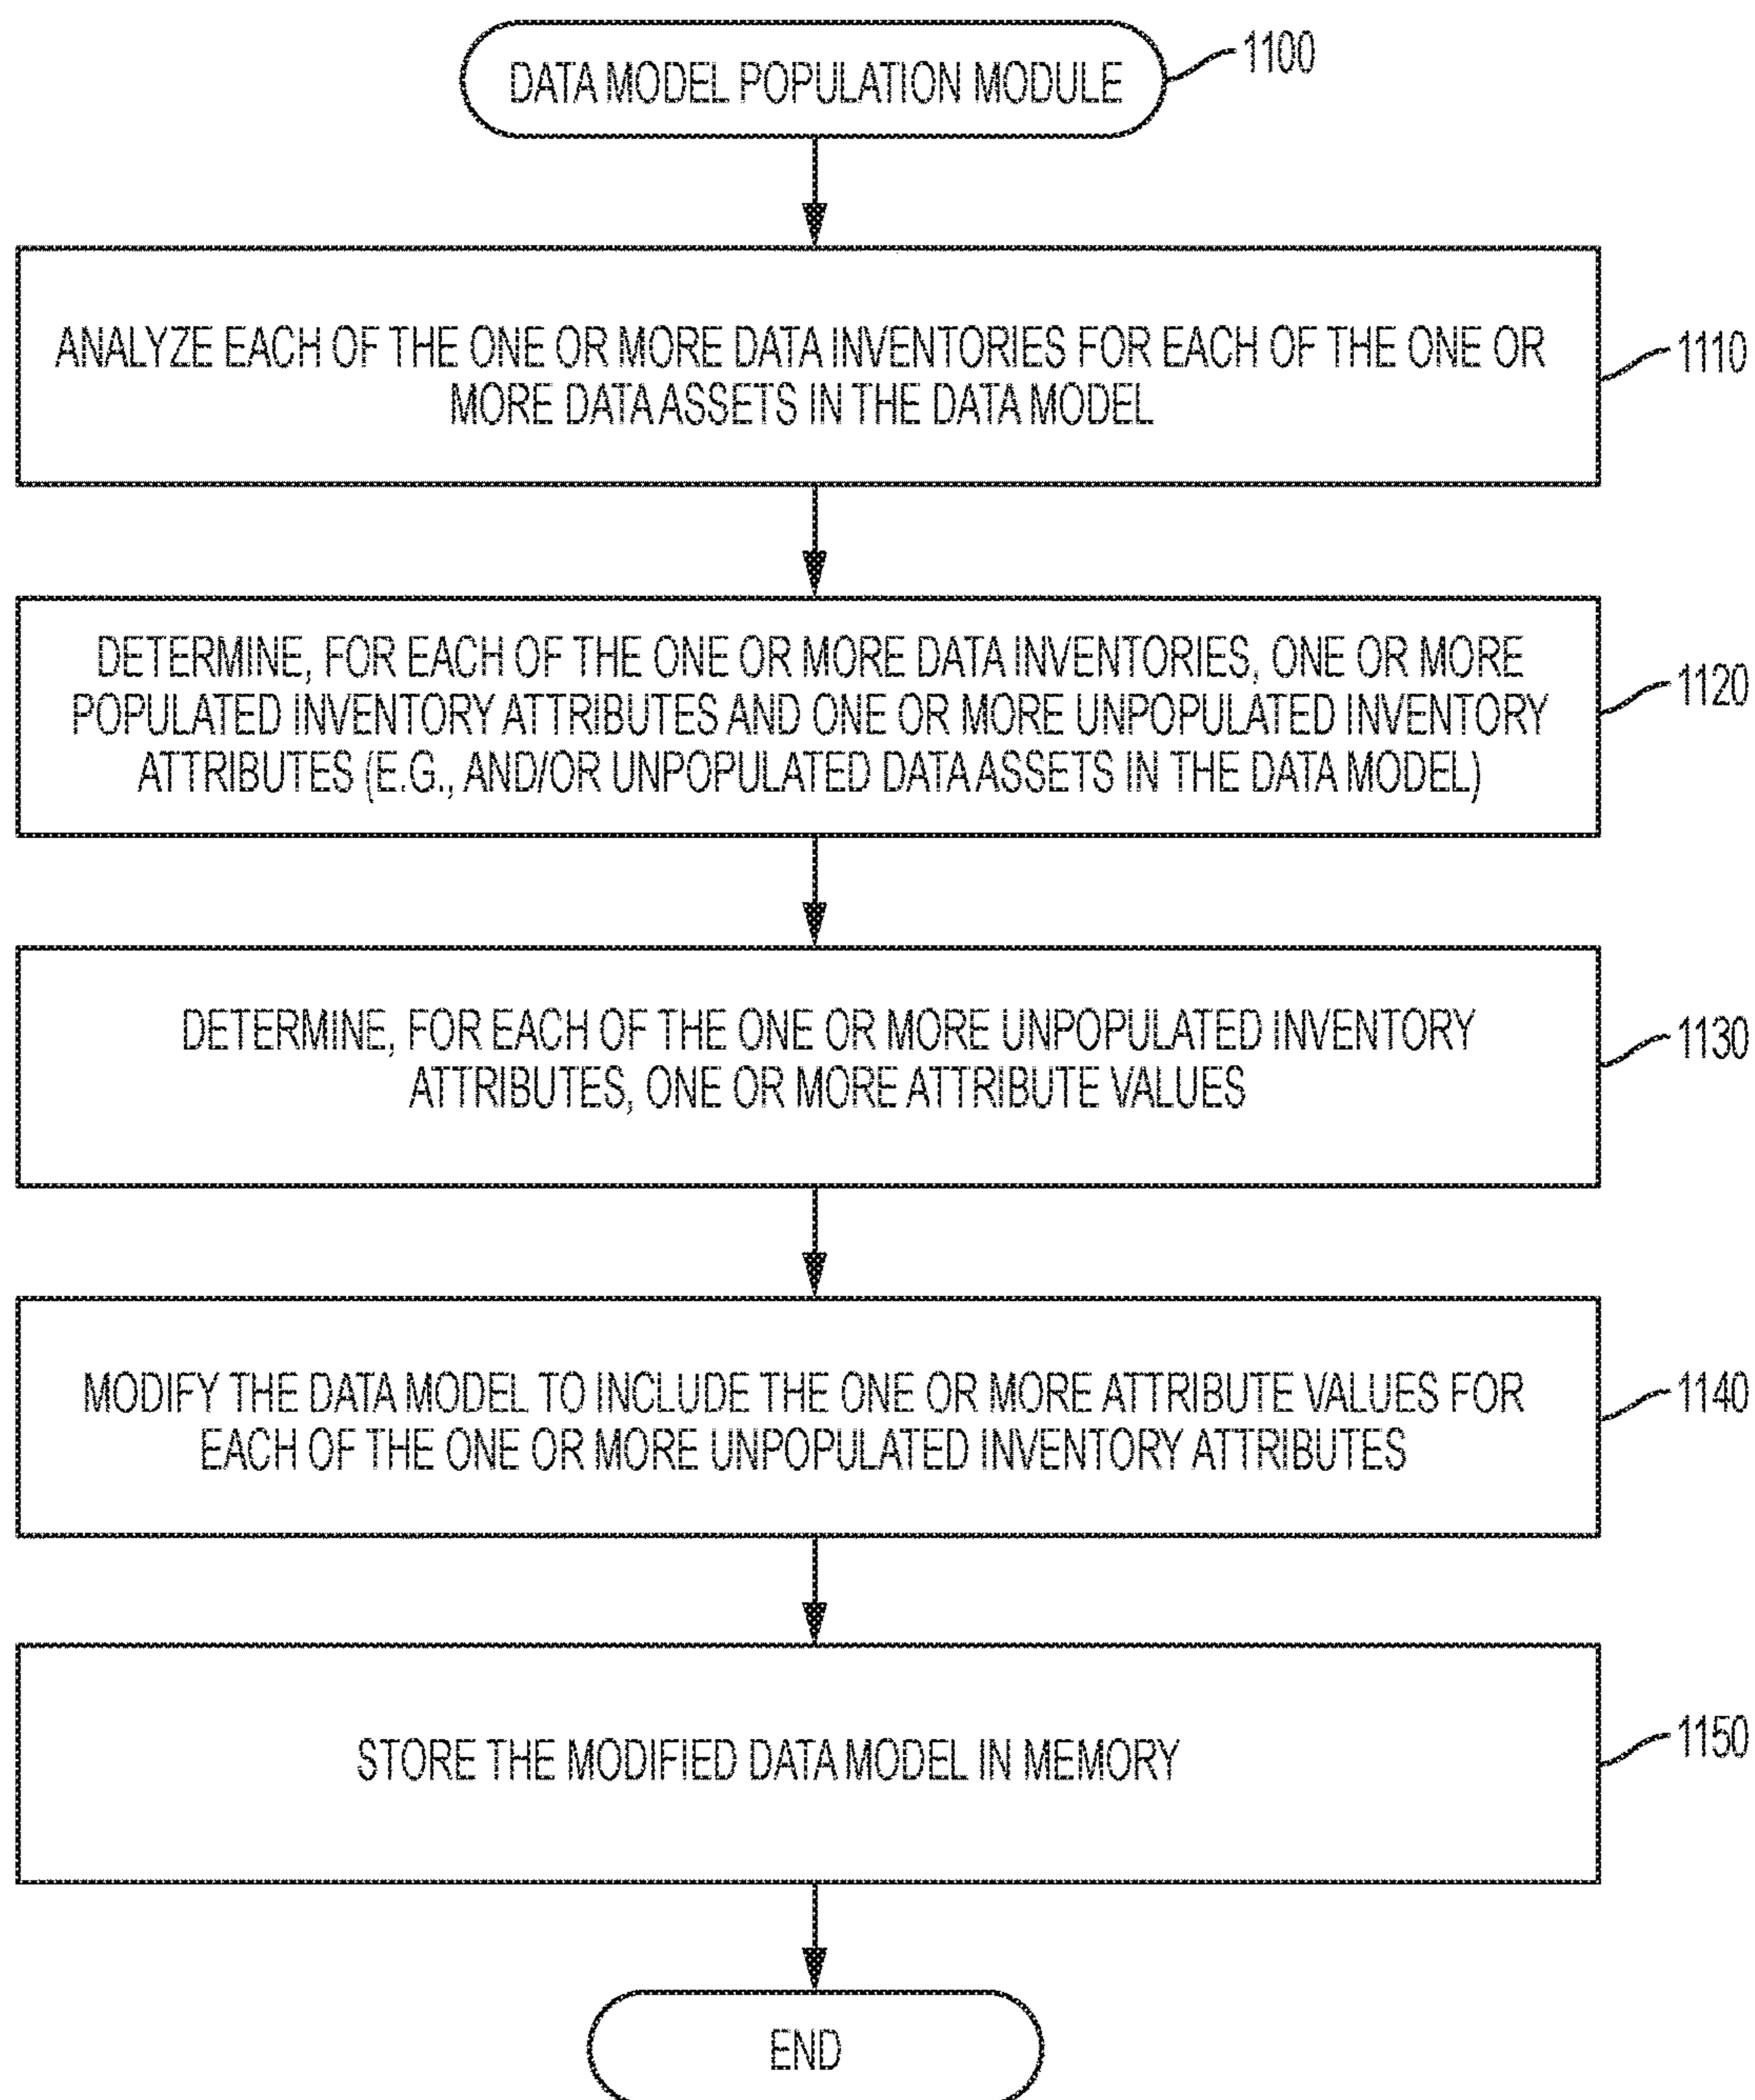 DATA MODEL POPULATION MODULE
1100
ANALYZE EACH OF THE ONE OR MORE DATA INVENTORIES FOR EACH OF THE ONE OR
MORE DATA ASSETS IN THE DATA MODEL
1110
DETERMINE, FOR EACH OF THE ONE OR MORE DATA INVENTORIES, ONE OR MORE
POPULATED INVENTORY ATTRIBUTES AND ONE OR MORE UNPOPULATED INVENTORY
ATTRIBUTES (E.G., AND/OR UNPOPULATED DATA ASSETS IN THE DATA MODEL)
1120
DETERMINE, FOR EACH OF THE ONE OR MORE UNPOPULATED INVENTORY
ATTRIBUTES, ONE OR MORE ATTRIBUTE VALUES
1130
MODIFY THE DATA MODEL TO INCLUDE THE ONE OR MORE ATTRIBUTE VALUES FOR
EACH OF THE ONE OR MORE UNPOPULATED INVENTORY ATTRIBUTES
1140
STORE THE MODIFIED DATA MODEL IN MEMORY
1150
END